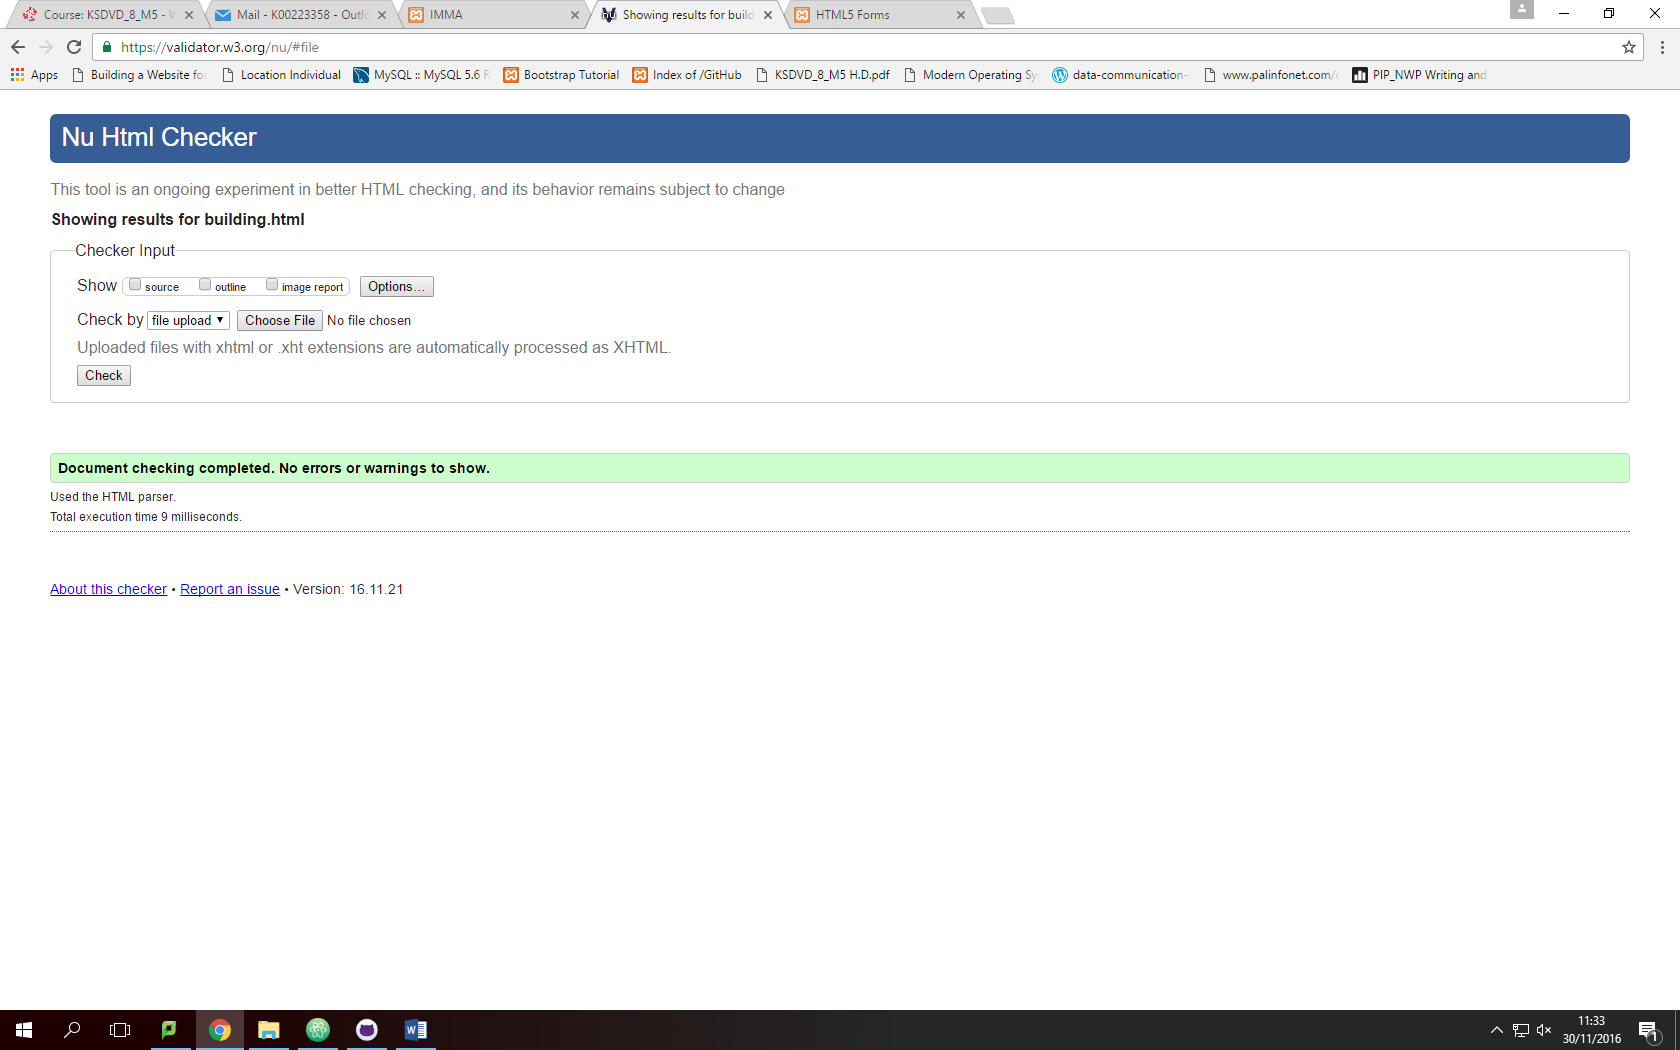 Course: KSDVD_8_M5 -
Mail - K00223358 - Outlo
IMMA
Showing results for build
HTML5 Forms
https://validator.w3.org/nu/#file
Apps
Building a Website for
Location Individual
MySQL :: MySQL 5.6 R
Bootstrap Tutorial
Index of /GitHub
KSDVD_8_M5 H.D.pdf
Modern Operating Sy
data-communication-
www.palinfonet.com/
PIP_NWP Writing and
Nu Html Checker
This tool is an ongoing experiment in better HTML checking, and its behavior remains subject to change
Showing results for building.html
Checker Input
Show source outline image report Options...
Check by file upload Choose File No file chosen
Uploaded files with xhtml or .xht extensions are automatically processed as XHTML.
Check
Document checking completed. No errors or warnings to show.
Used the HTML parser.
Total execution time 9 milliseconds.
About this checker • Report an issue • Version: 16.11.21
11:33
30/11/2016
1